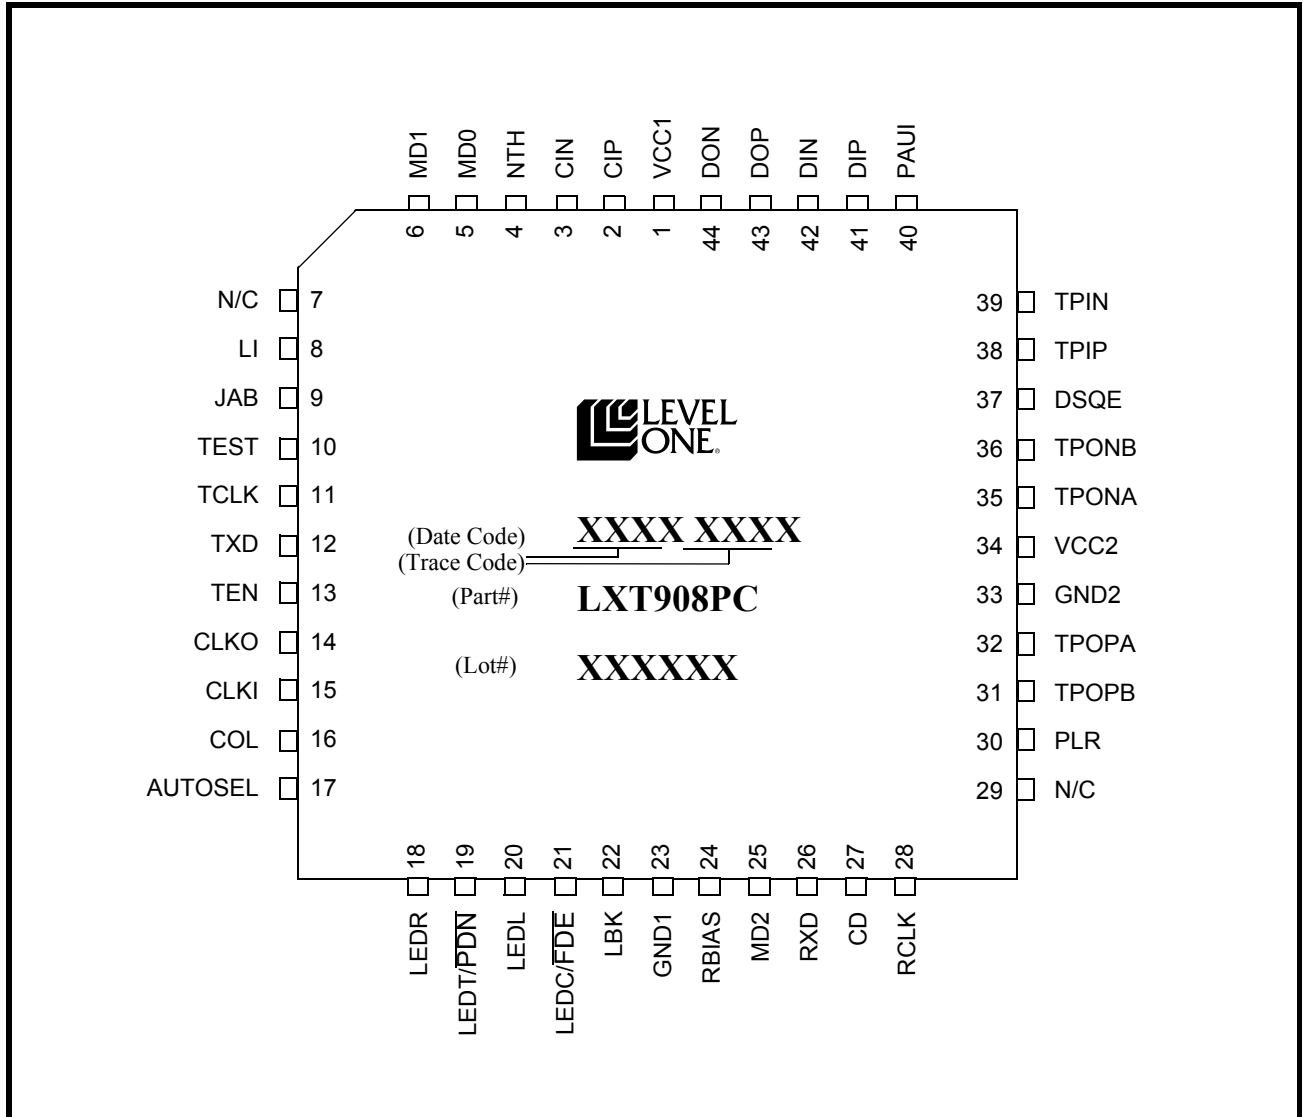 MD1 MD0 NTH CIN CIP VCC1 DON DOP DIN DIP PAUI
6 5 4 3 2 1 44 43 42 41 40
N/C 7
LI 8
JAB 9
TEST 10
TCLK 11
TXD 12
TEN 13
CLKO 14
CLKI 15
COL 16
AUTOSEL 17
LEVEL
ONE®
(Date Code) XXXX XXXX
(Trace Code)
(Part#) LXT908PC
(Lot#) XXXXXX
39 TPIN
38 TPIP
37 DSQE
36 TPONB
35 TPONA
34 VCC2
33 GND2
32 TPOPA
31 TPOPB
30 PLR
29 N/C
18 19 20 21 22 23 24 25 26 27 28
LEDR LEDT/PDN LEDL LEDC/FDE LBK GND1 RBIAS MD2 RXD CD RCLK